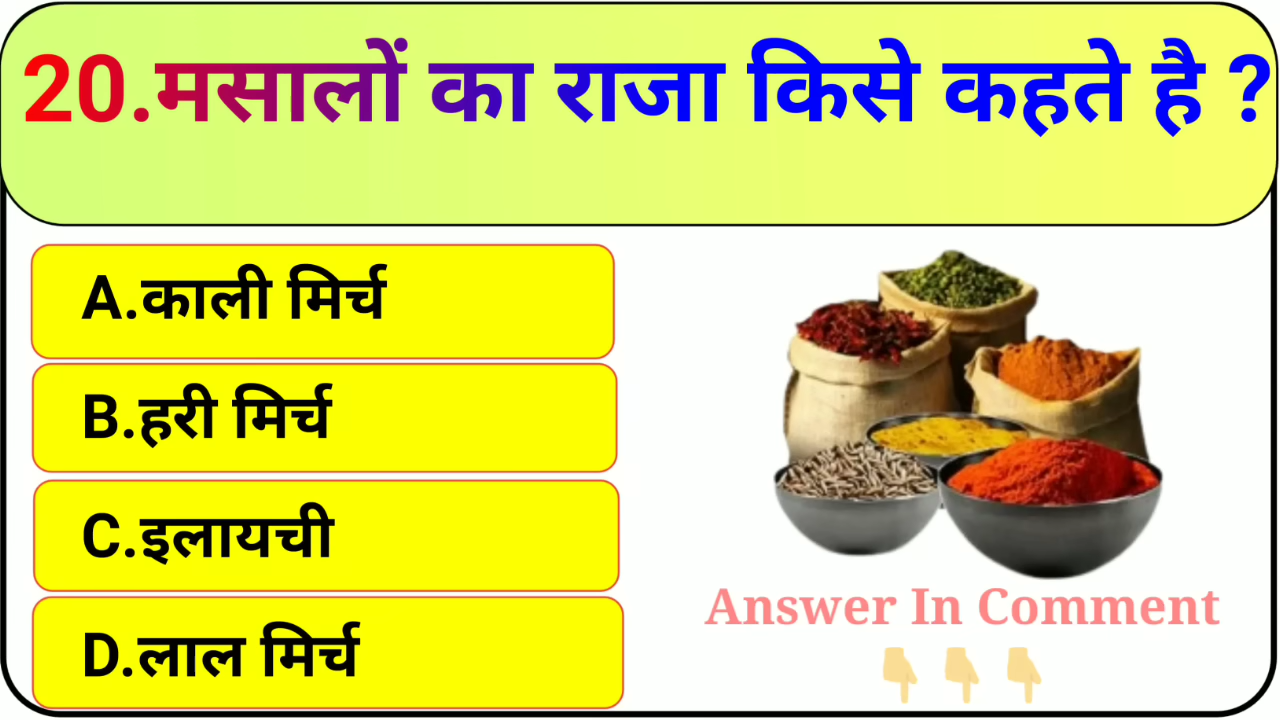 20.मसालों का राजा किसे कहते है ?
A.काली मिर्च
B.हरी मिर्च
C.इलायची
D.लाल मिर्च
Answer In Comment